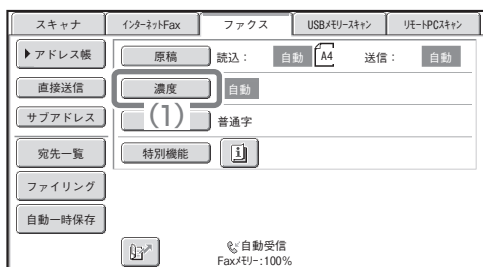 スキャナ
インターネットFax
ファクス
USBメモリースキャン
リモートPCスキャン
アドレス帳
原稿
読込:
自動
A4
送信:
自動
直接送信
濃度
自動
サブアドレス
(1)
普通字
宛先一覧
特別機能
ファイリング
自動一時保存
自動受信
Faxメモリー:100%